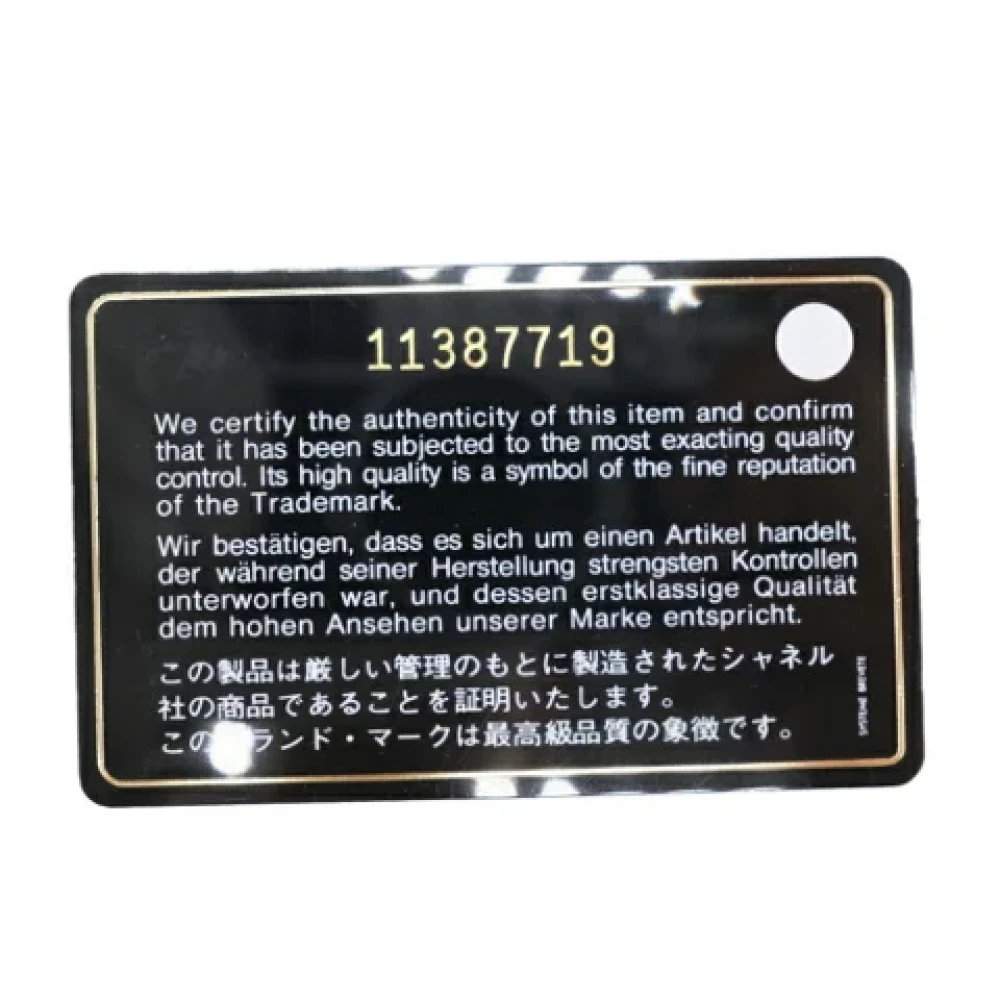 11387719
We certify the authenticity of this item and confirm
that it has been subjected to the most exacting quality
control. Its high quality is a symbol of the fine reputation
of the Trademark.
Wir bestätigen, dass es sich um einen Artikel handelt,
der während seiner Herstellung strengsten Kontrollen
unterworfen war, und dessen erstklassige Qualität
dem hohen Ansehen unserer Marke entspricht.
この製品は厳しい管理のもとに製造されたシャネル
社の商品であることを証明いたします。
この ランド・マークは最高級品質の象徴です。
SYSTEME BREVETE